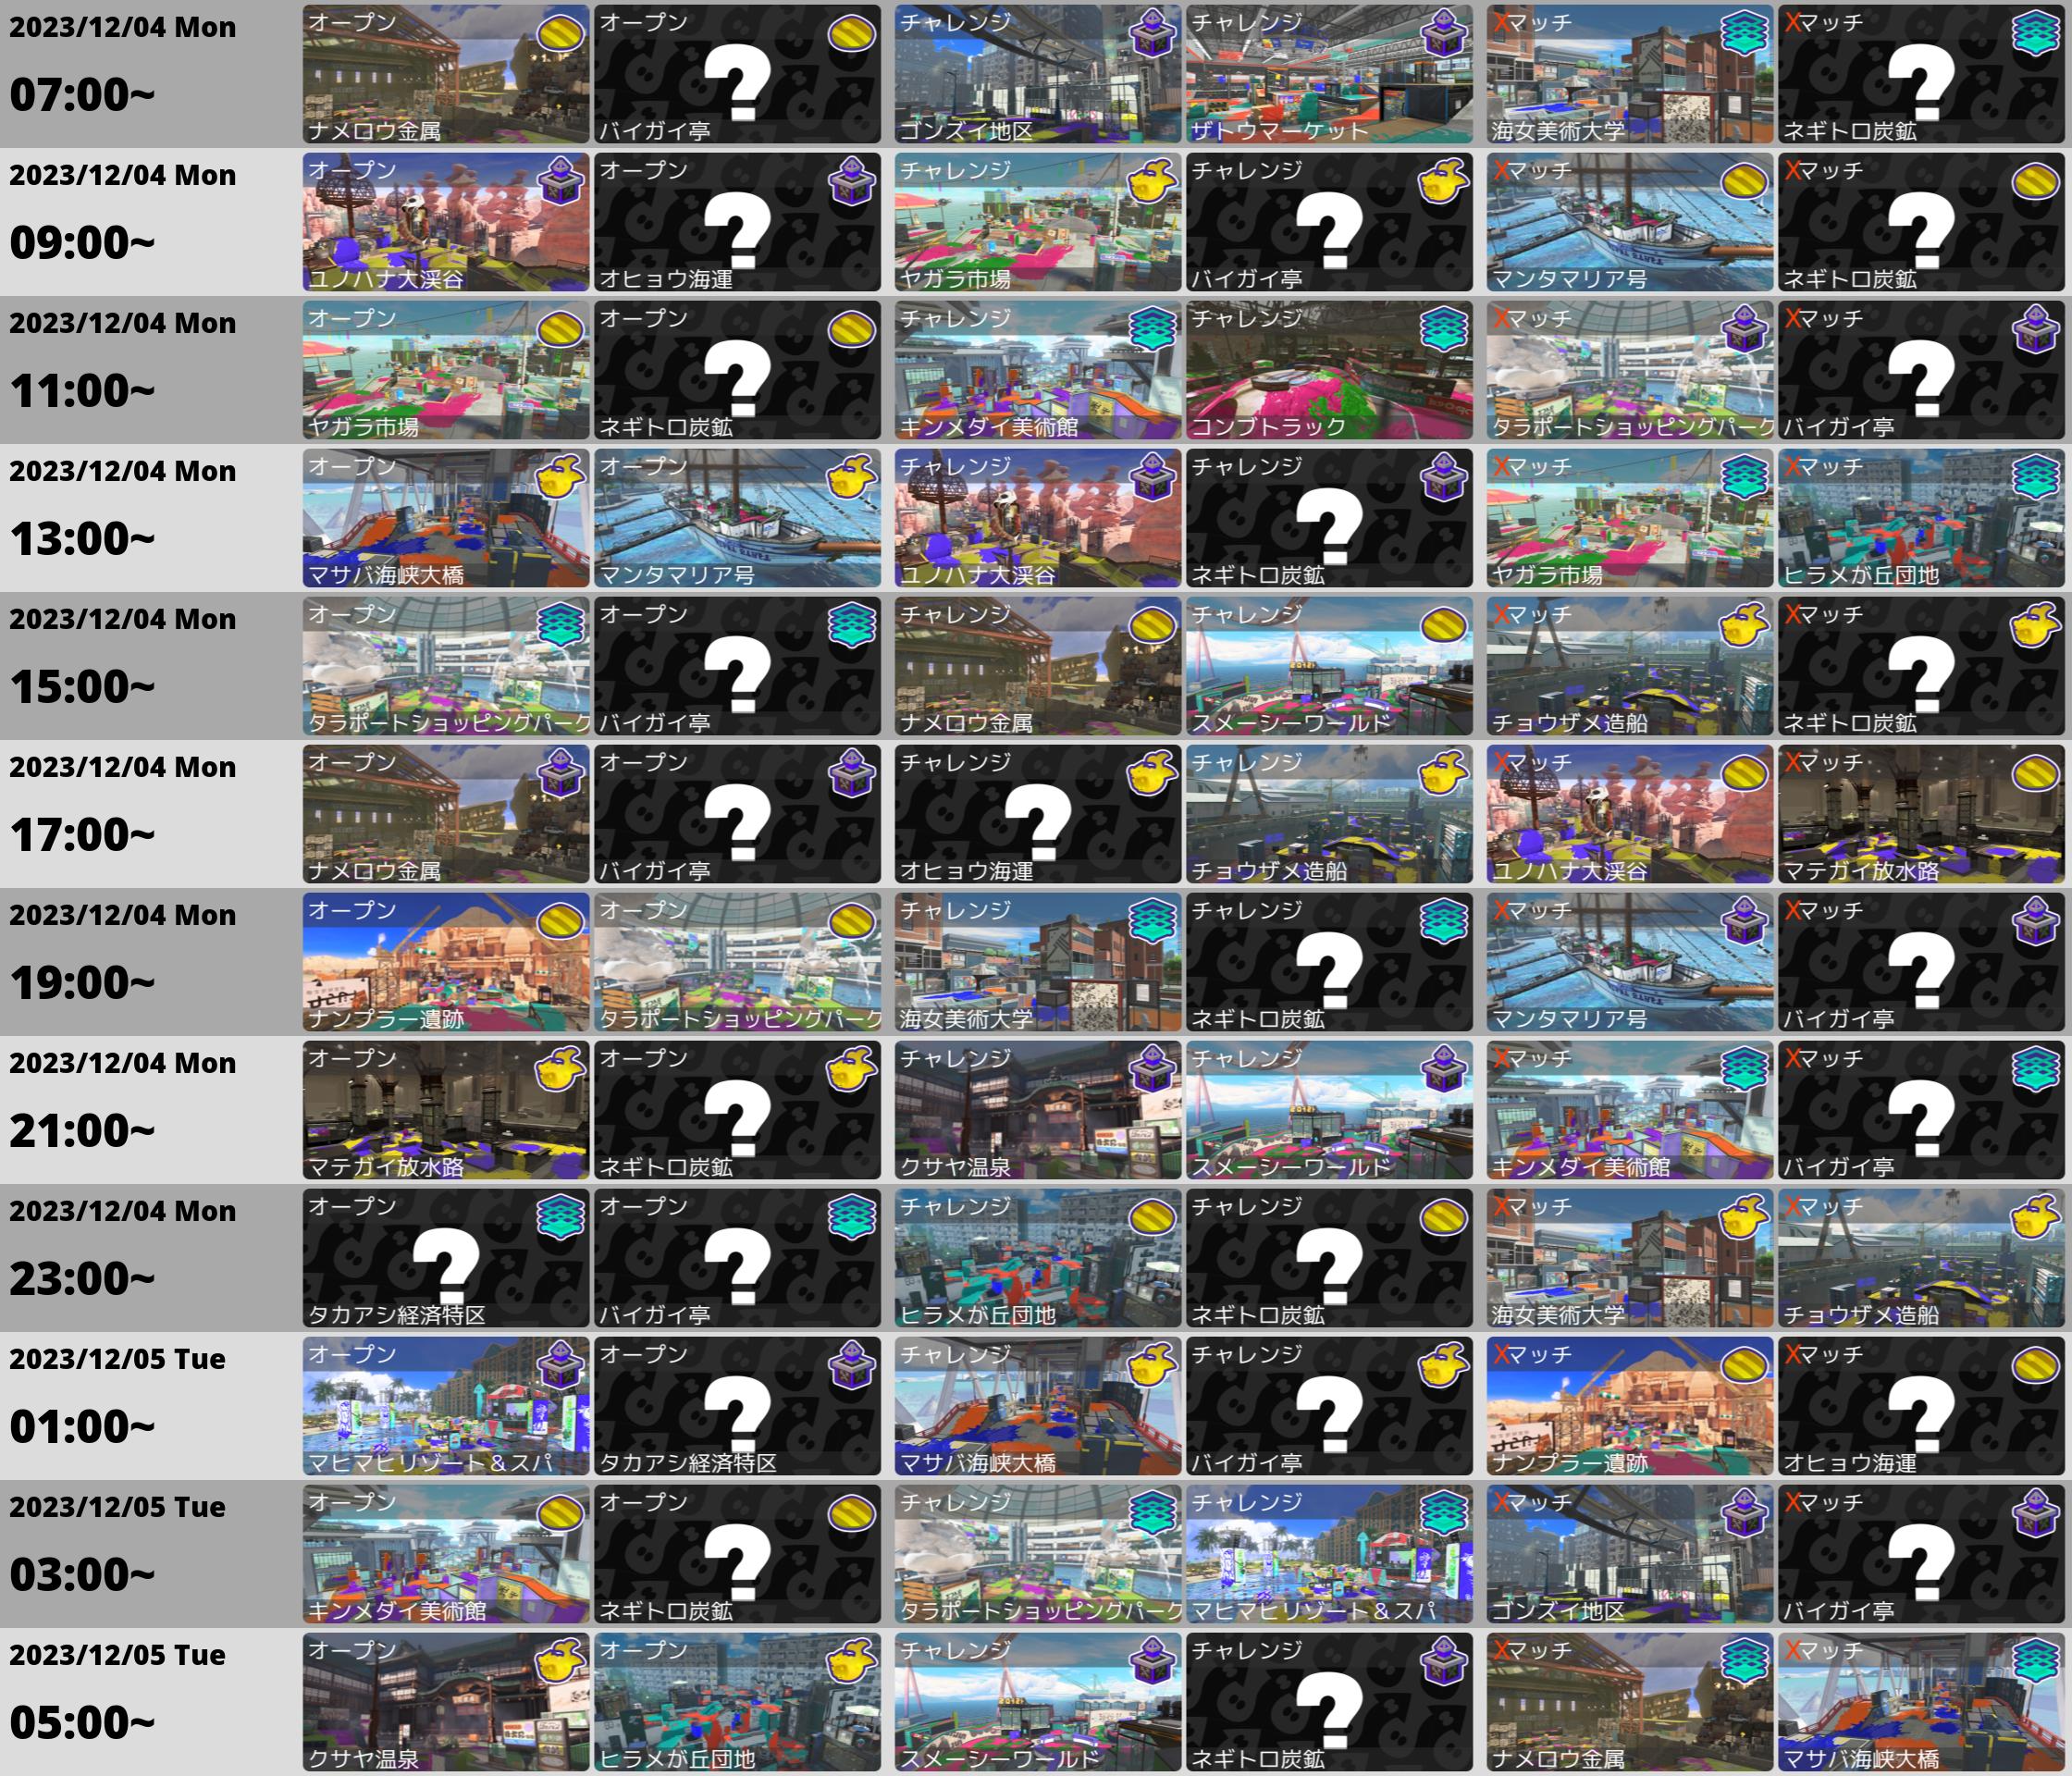 2023/12/04 Mon
07:00~
オープン オープン チャレンジ チャレンジ Xマッチ Xマッチ
ナメロウ金属 バイガイ亭 ゴンズイ地区 ザトウマーケット 海女美術大学 ネギトロ炭鉱
2023/12/04 Mon
09:00~
オープン オープン チャレンジ チャレンジ Xマッチ Xマッチ
ユノハナ大渓谷 オヒョウ海運 ヤガラ市場 バイガイ亭 マンタマリア号 ネギトロ炭鉱
2023/12/04 Mon
11:00~
オープン オープン チャレンジ チャレンジ Xマッチ Xマッチ
ヤガラ市場 ネギトロ炭鉱 キンメダイ美術館 コンブトラック タラポートショッピングパーク バイガイ亭
2023/12/04 Mon
13:00~
オープン オープン チャレンジ チャレンジ Xマッチ Xマッチ
マサバ海峡大橋 マンタマリア号 ユノハナ大渓谷 ネギトロ炭鉱 ヤガラ市場 ヒラメが丘団地
2023/12/04 Mon
15:00~
オープン オープン チャレンジ チャレンジ Xマッチ Xマッチ
タラポートショッピングパーク バイガイ亭 ナメロウ金属 スメーシーワールド チョウザメ造船 ネギトロ炭鉱
2023/12/04 Mon
17:00~
オープン オープン チャレンジ チャレンジ Xマッチ Xマッチ
ナメロウ金属 バイガイ亭 オヒョウ海運 チョウザメ造船 ユノハナ大渓谷 マテガイ放水路
2023/12/04 Mon
19:00~
オープン オープン チャレンジ チャレンジ Xマッチ Xマッチ
ナンプラー遺跡 タラポートショッピングパーク 海女美術大学 ネギトロ炭鉱 マンタマリア号 バイガイ亭
2023/12/04 Mon
21:00~
オープン オープン チャレンジ チャレンジ Xマッチ Xマッチ
マテガイ放水路 ネギトロ炭鉱 クサヤ温泉 スメーシーワールド キンメダイ美術館 バイガイ亭
2023/12/04 Mon
23:00~
オープン オープン チャレンジ チャレンジ Xマッチ Xマッチ
タカアシ経済特区 バイガイ亭 ヒラメが丘団地 ネギトロ炭鉱 海女美術大学 チョウザメ造船
2023/12/05 Tue
01:00~
オープン オープン チャレンジ チャレンジ Xマッチ Xマッチ
マヒマヒリゾート＆スパ タカアシ経済特区 マサバ海峡大橋 バイガイ亭 ナンプラー遺跡 オヒョウ海運
2023/12/05 Tue
03:00~
オープン オープン チャレンジ チャレンジ Xマッチ Xマッチ
キンメダイ美術館 ネギトロ炭鉱 タラポートショッピングパーク マヒマヒリゾート＆スパ ゴンズイ地区 バイガイ亭
2023/12/05 Tue
05:00~
オープン オープン チャレンジ チャレンジ Xマッチ Xマッチ
クサヤ温泉 ヒラメが丘団地 スメーシーワールド ネギトロ炭鉱 ナメロウ金属 マサバ海峡大橋